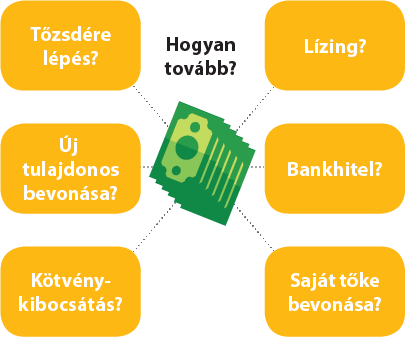 Hogyan
tovább?
Tőzsdére
lépés?
Új
tulajdonos
bevonása?
Kötvény-
kibocsátás?
Lízing?
Bankhitel?
Saját tőke
bevonása?